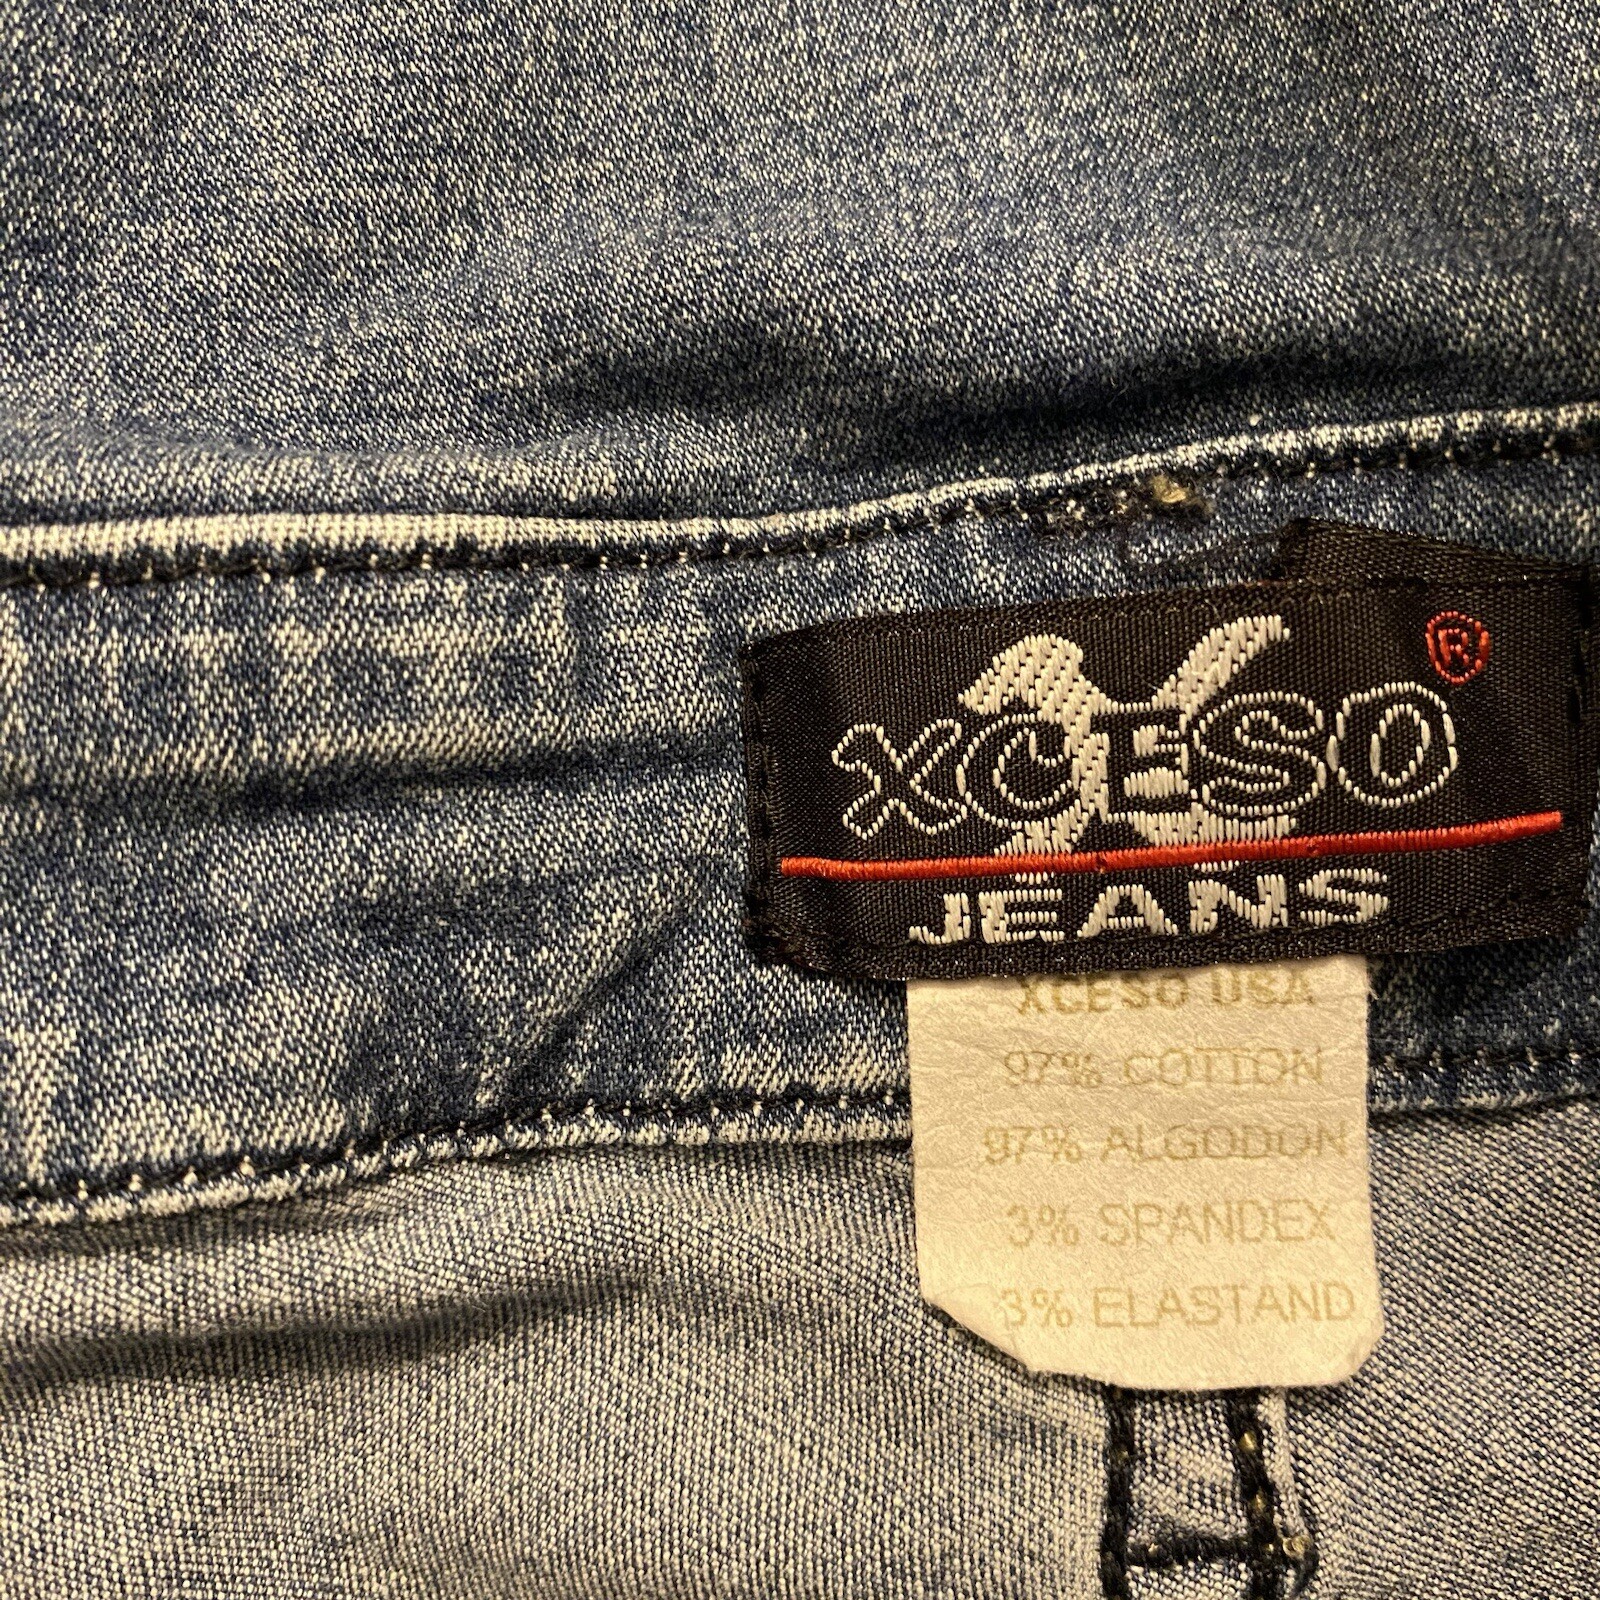 XCESO ®
JEANS
XCESO USA
97% COTTON
97% ALGODON
3% SPANDEX
3% ELASTAND